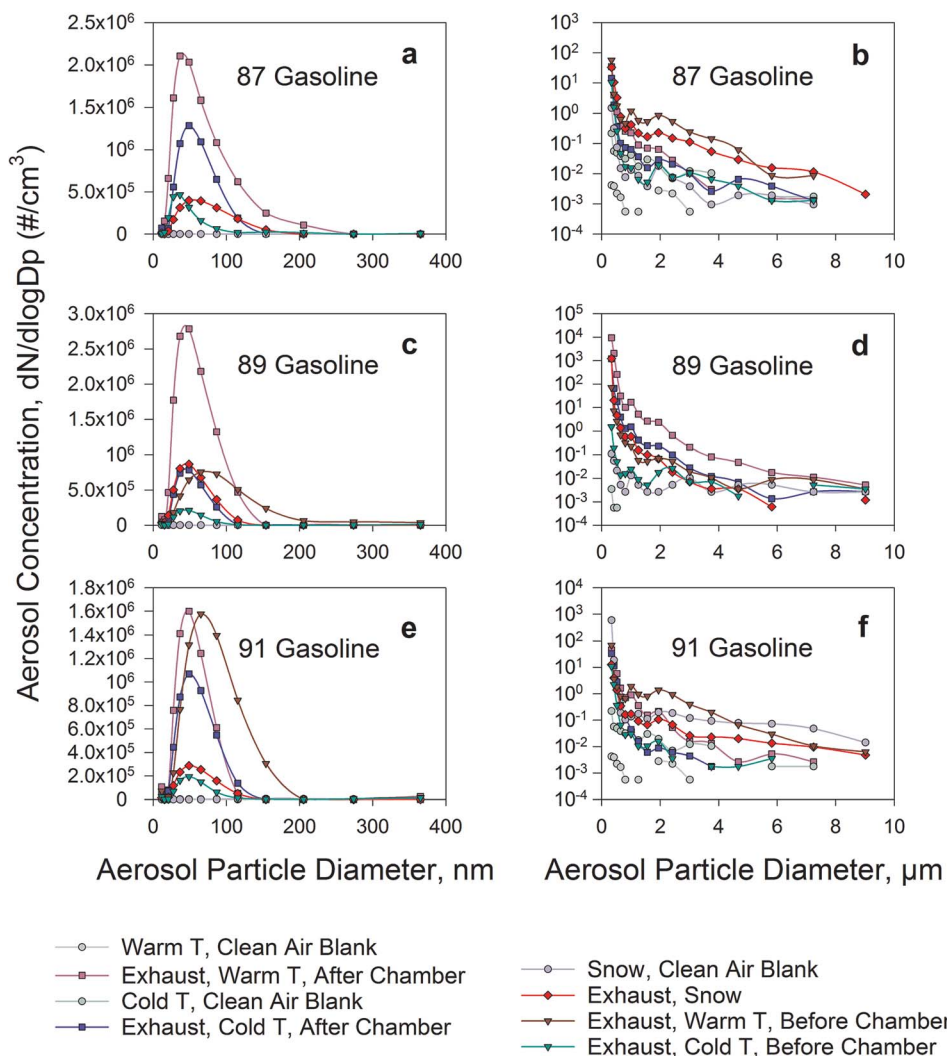 Aerosol Concentration, dN/dlogDp (#/cm³)
a
87 Gasoline
2.5x10⁶
2.0x10⁶
1.5x10⁶
10⁶
5.0x10⁵
0
0 100 200 300 400
b
87 Gasoline
10³
10²
10¹
10⁰
10⁻¹
10⁻²
10⁻³
10⁻⁴
0 2 4 6 8 10
c
89 Gasoline
3.0x10⁶
2.5x10⁶
2.0x10⁶
1.5x10⁶
10⁶
5.0x10⁵
0
0 100 200 300 400
d
89 Gasoline
10⁵
10⁴
10³
10²
10¹
10⁰
10⁻¹
10⁻²
10⁻³
10⁻⁴
0 2 4 6 8 10
e
91 Gasoline
1.8x10⁶
1.6x10⁶
1.4x10⁶
1.2x10⁶
10⁶
8.0x10⁵
6.0x10⁵
4.0x10⁵
2.0x10⁵
0
0 100 200 300 400
f
91 Gasoline
10⁴
10³
10²
10¹
10⁰
10⁻¹
10⁻²
10⁻³
10⁻⁴
0 2 4 6 8 10
Aerosol Particle Diameter, nm
Aerosol Particle Diameter, µm
Warm T, Clean Air Blank
Exhaust, Warm T, After Chamber
Cold T, Clean Air Blank
Exhaust, Cold T, After Chamber
Snow, Clean Air Blank
Exhaust, Snow
Exhaust, Warm T, Before Chamber
Exhaust, Cold T, Before Chamber